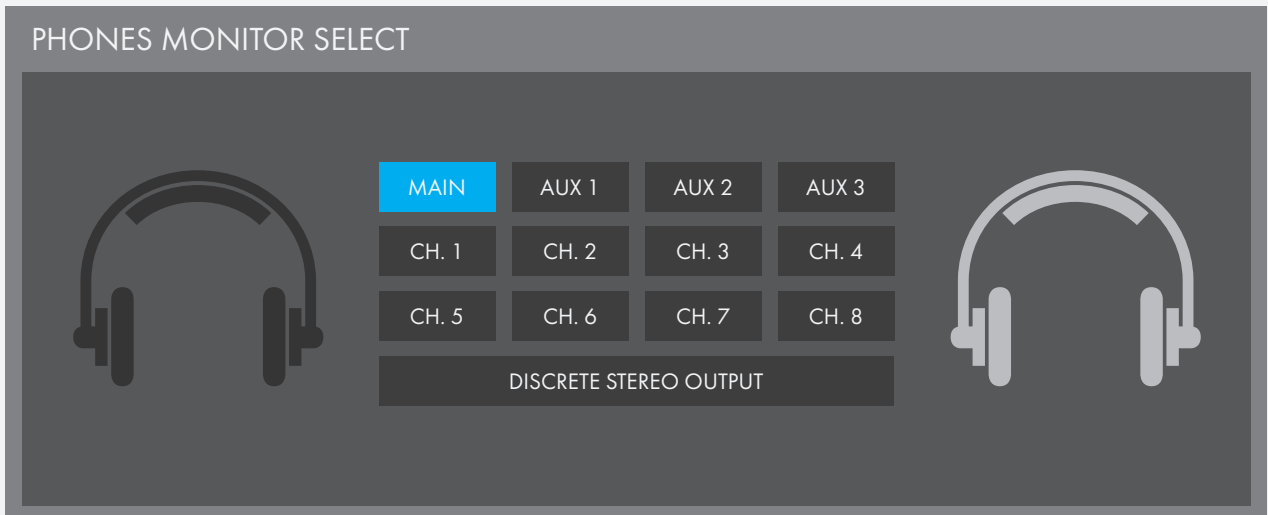 PHONES MONITOR SELECT
MAIN AUX 1 AUX 2 AUX 3
CH. 1 CH. 2 CH. 3 CH. 4
CH. 5 CH. 6 CH. 7 CH. 8
DISCRETE STEREO OUTPUT